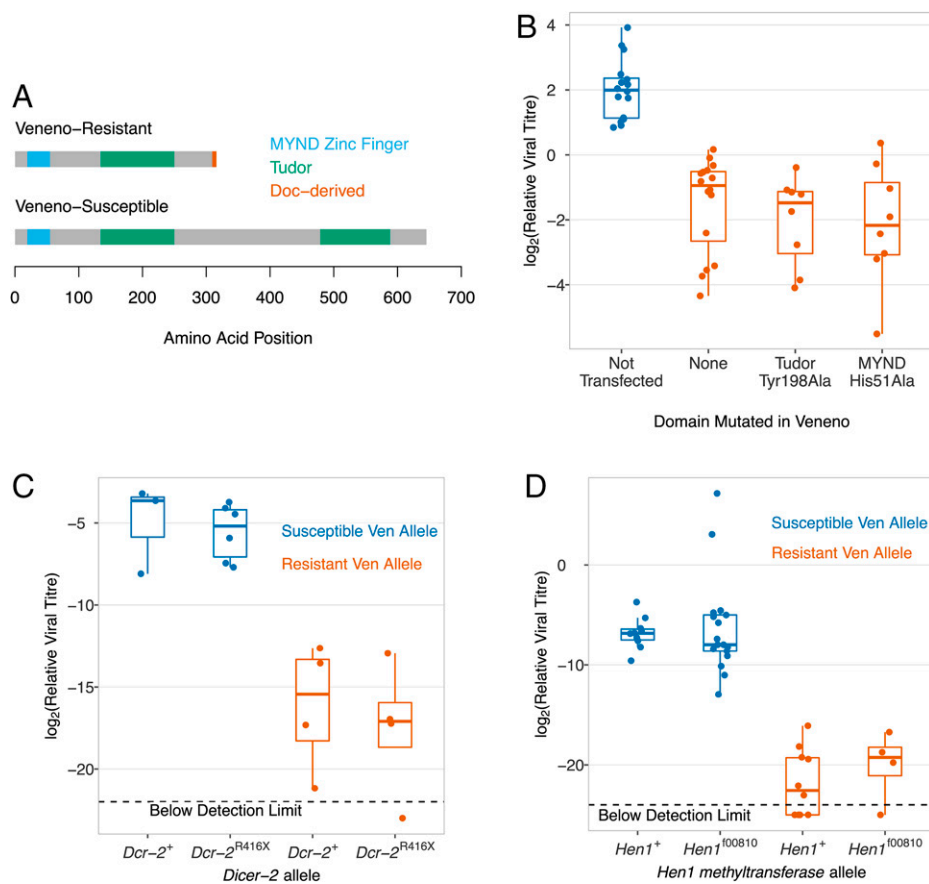 A
Veneno-Resistant
MYND Zinc Finger
Tudor
Doc-derived
Veneno-Susceptible
0 100 200 300 400 500 600 700
Amino Acid Position
B
log2(Relative Viral Titre)
4
2
0
−2
−4
Not Transfected
None
Tudor Tyr198Ala
MYND His51Ala
Domain Mutated in Veneno
C
log2(Relative Viral Titre)
−5
−10
−15
−20
Susceptible Ven Allele
Resistant Ven Allele
Below Detection Limit
Dcr-2+ Dcr-2R416X Dcr-2+ Dcr-2R416X
Dicer-2 allele
D
log2(Relative Viral Titre)
0
−10
−20
Susceptible Ven Allele
Resistant Ven Allele
Below Detection Limit
Hen1+ Hen1f00810 Hen1+ Hen1f00810
Hen1 methyltransferase allele